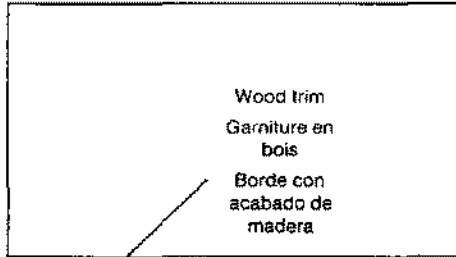 Wood trim
Garniture en
bois
Borde con
acabado de
madera